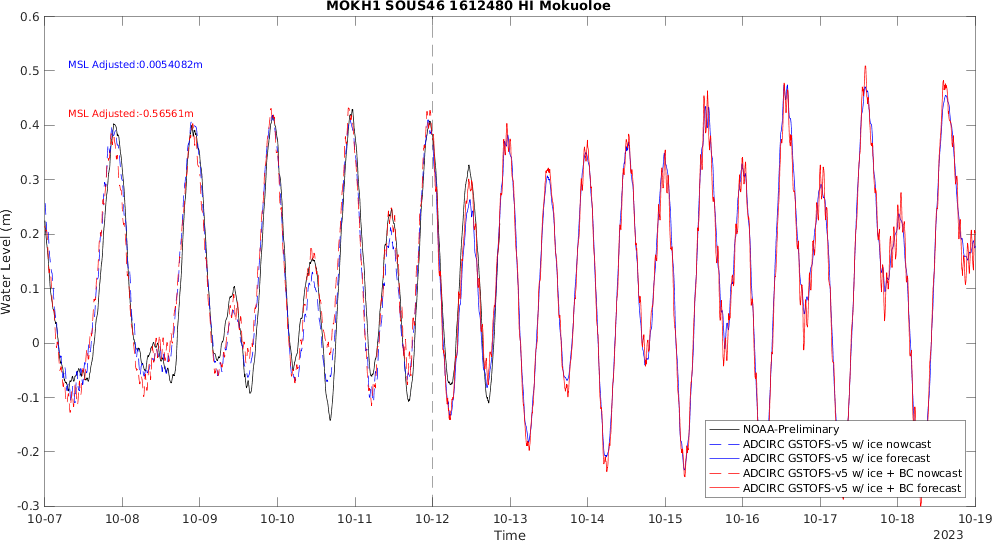 MOKH1 SOUS46 1612480 HI Mokuoloe
0.6
0.5
0.4
0.3
0.2
0.1
0
-0.1
-0.2
-0.3
Water Level (m)
MSL Adjusted:0.0054082m
MSL Adjusted:-0.56561m
NOAA-Preliminary
ADCIRC GSTOFS-v5 w/ ice nowcast
ADCIRC GSTOFS-v5 w/ ice forecast
ADCIRC GSTOFS-v5 w/ ice + BC nowcast
ADCIRC GSTOFS-v5 w/ ice + BC forecast
10-07 10-08 10-09 10-10 10-11 10-12 10-13 10-14 10-15 10-16 10-17 10-18 10-19
Time
2023